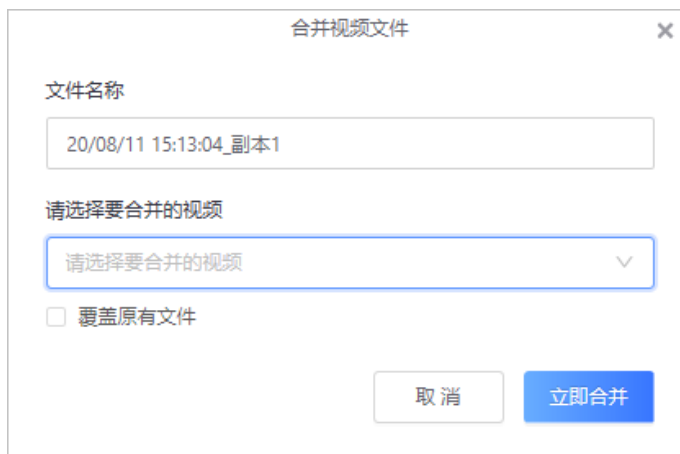 合并视频文件
文件名称
20/08/11 15:13:04_副本1
请选择要合并的视频
请选择要合并的视频
覆盖原有文件
取 消 立即合并